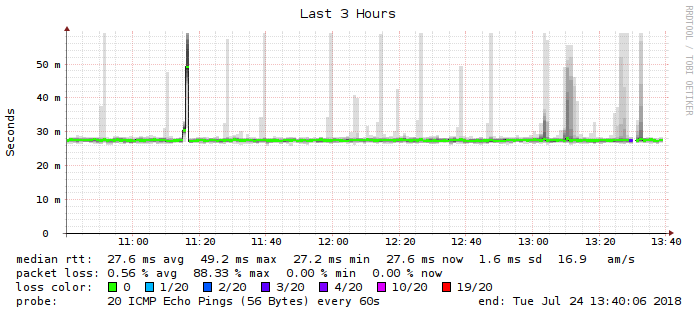 Last 3 Hours
RRDTOOL / TOBI OETIKER
Seconds
50 m
40 m
30 m
20 m
10 m
0
11:00 11:20 11:40 12:00 12:20 12:40 13:00 13:20 13:40
median rtt: 27.6 ms avg 49.2 ms max 27.2 ms min 27.6 ms now 1.6 ms sd 16.9 am/s
packet loss: 0.56 % avg 88.33 % max 0.00 % min 0.00 % now
loss color: 0 1/20 2/20 3/20 4/20 10/20 19/20
probe: 20 ICMP Echo Pings (56 Bytes) every 60s end: Tue Jul 24 13:40:06 2018